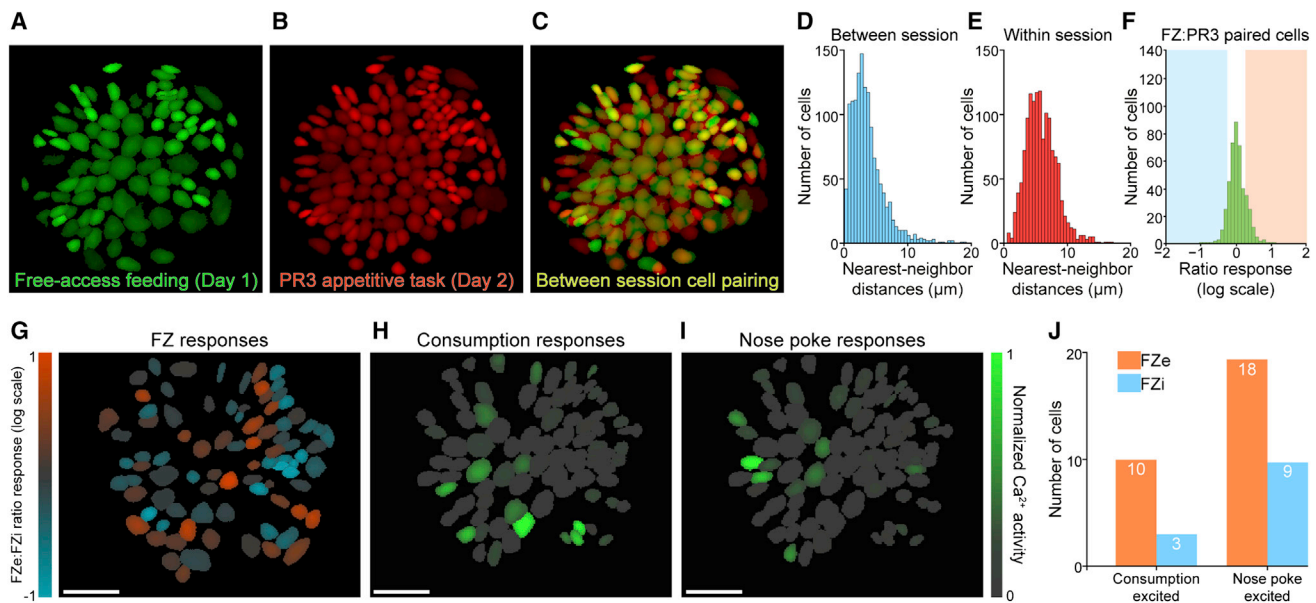 A
B
C
D
E
F
Free-access feeding (Day 1)
PR3 appetitive task (Day 2)
Between session cell pairing
Between session
Number of cells
150
100
50
0
0
10
20
Nearest-neighbor
distances (µm)
Within session
Number of cells
150
100
50
0
0
10
20
Nearest-neighbor
distances (µm)
FZ:PR3 paired cells
Number of cells
140
120
100
80
60
40
20
0
−2
−1
0
1
2
Ratio response
(log scale)
G
H
I
J
FZ responses
Consumption responses
Nose poke responses
1
-1
FZe:FZi ratio response (log scale)
1
0
Normalized Ca²⁺ activity
Number of cells
20
10
0
FZe
FZi
10
3
18
9
Consumption
excited
Nose poke
excited